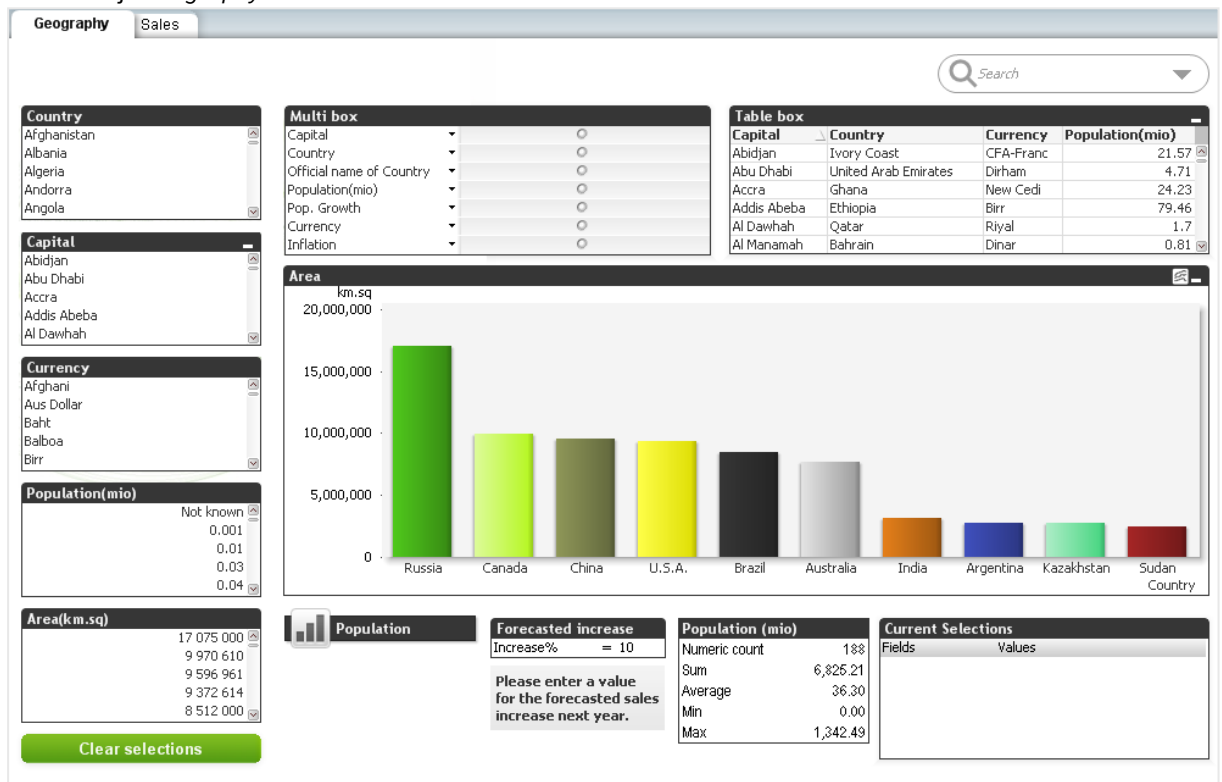 Geography
Sales
Search
Country
Afghanistan
Albania
Algeria
Andorra
Angola
Capital
Abidjan
Abu Dhabi
Accra
Addis Abeba
Al Dawhah
Currency
Afghani
Aus Dollar
Baht
Balboa
Birr
Population(mio)
Not known
0.001
0.01
0.03
0.04
Area(km.sq)
17 075 000
9 970 610
9 596 961
9 372 614
8 512 000
Clear selections
Multi box
Capital
Country
Official name of Country
Population(mio)
Pop. Growth
Currency
Inflation
Table box
Capital Country Currency Population(mio)
Abidjan Ivory Coast CFA-Franc 21.57
Abu Dhabi United Arab Emirates Dirham 4.71
Accra Ghana New Cedi 24.23
Addis Abeba Ethiopia Birr 79.46
Al Dawhah Qatar Riyal 1.7
Al Manamah Bahrain Dinar 0.81
Area
km.sq
20,000,000
15,000,000
10,000,000
5,000,000
0
Russia Canada China U.S.A. Brazil Australia India Argentina Kazakhstan Sudan
Country
Population
Forecasted increase
Increase% = 10
Please enter a value
for the forecasted sales
increase next year.
Population (mio)
Numeric count 188
Sum 6,825.21
Average 36.30
Min 0.00
Max 1,342.49
Current Selections
Fields Values